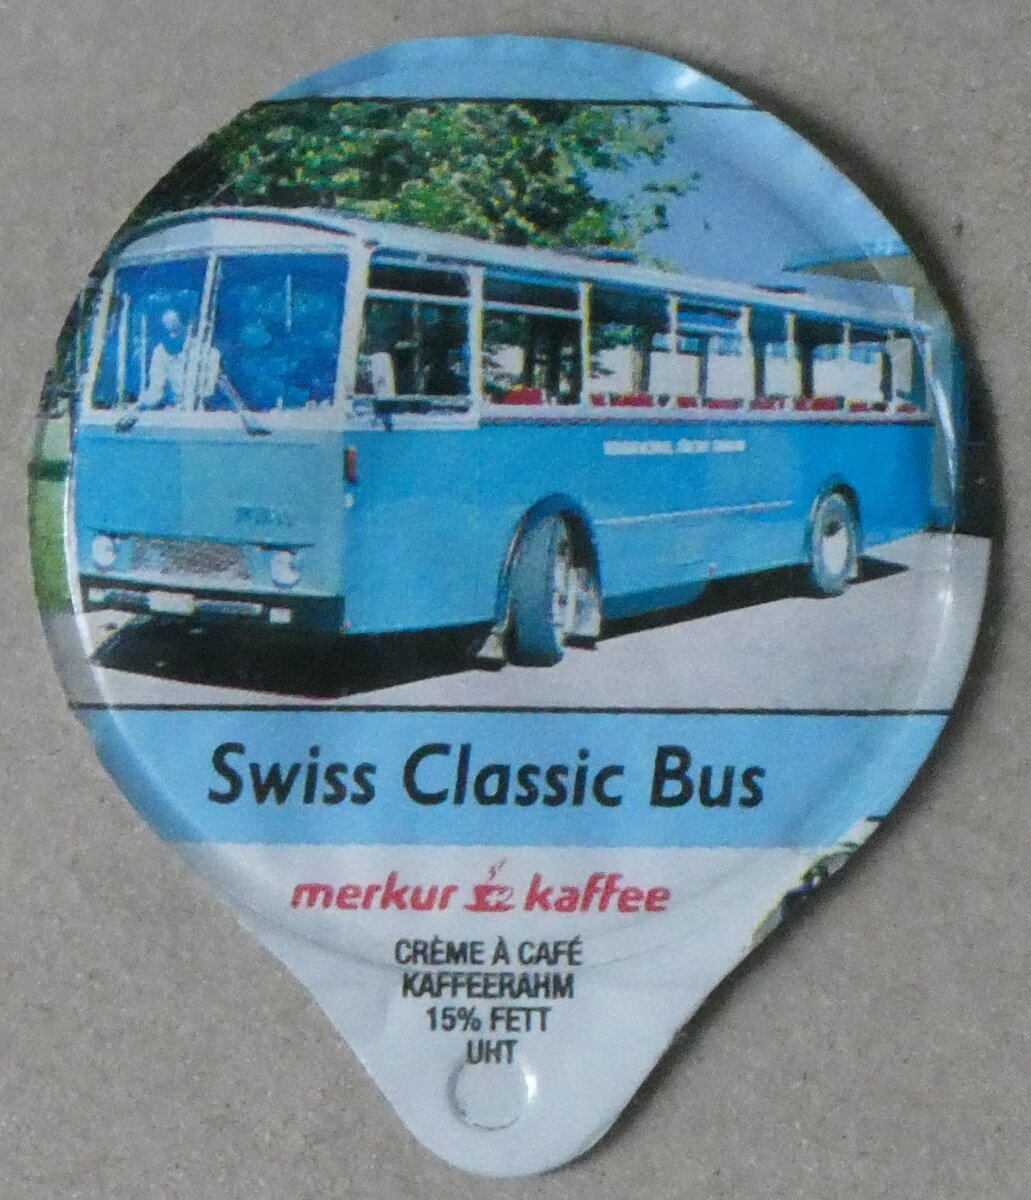 Swiss Classic Bus
merkur kaffee
CRÈME À CAFÉ
KAFFEERAHM
15% FETT
UHT